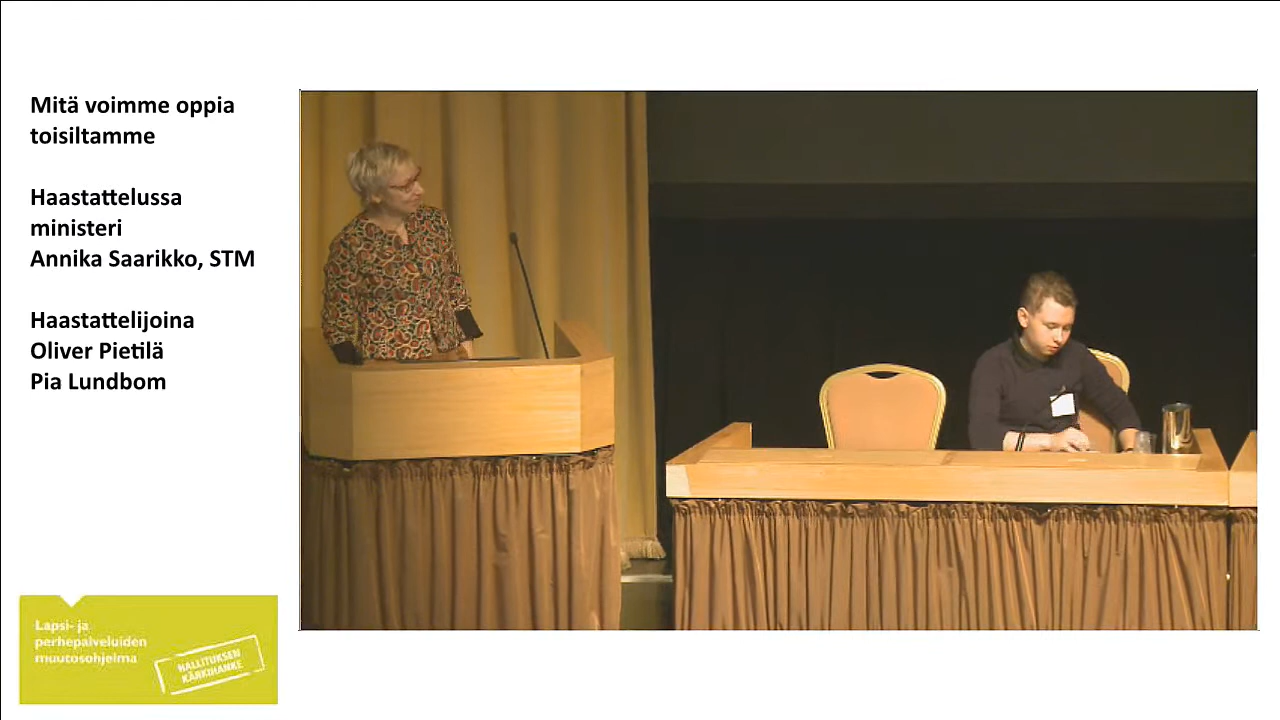 Mitä voimme oppia
toisiltamme
Haastattelussa
ministeri
Annika Saarikko, STM
Haastattelijoina
Oliver Pietilä
Pia Lundbom
Lapsi- ja
perhepalveluiden
muutosohjelma
HALLITUKSEN
KÄRKIHANKE